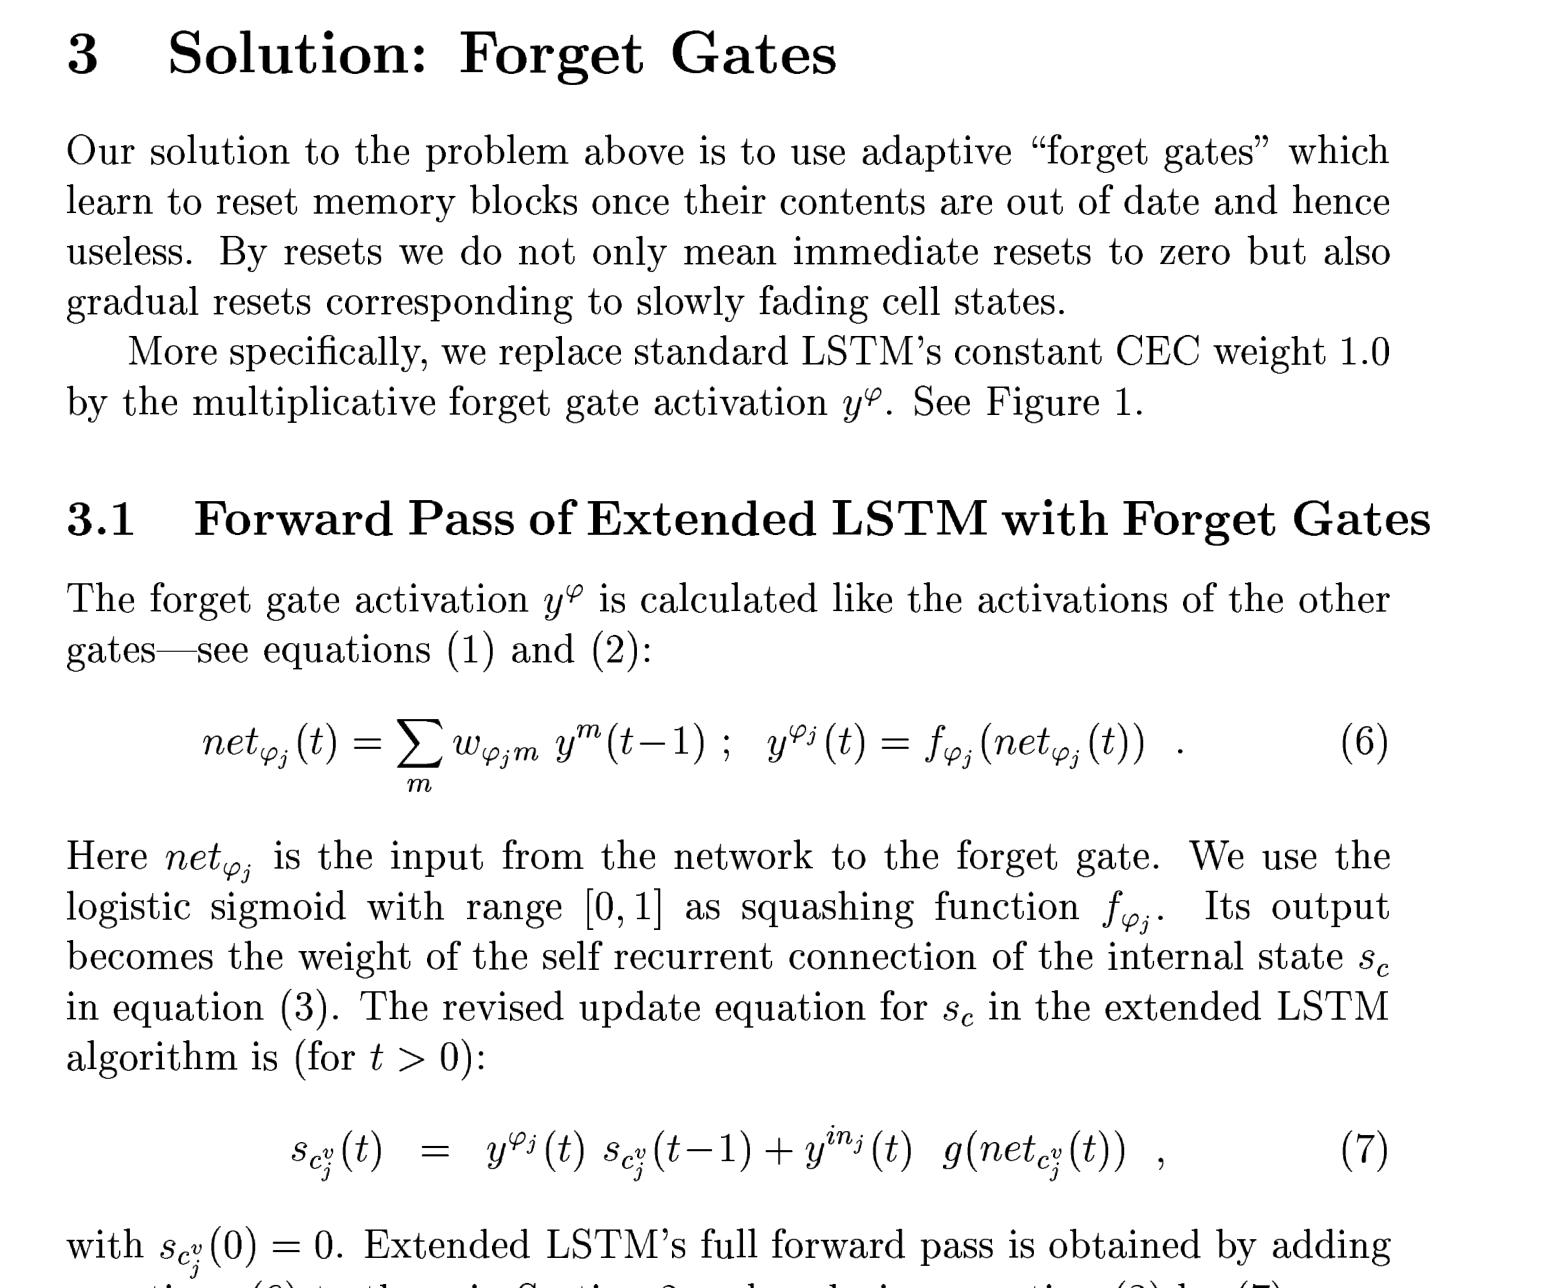 3 Solution: Forget Gates
Our solution to the problem above is to use adaptive “forget gates” which
learn to reset memory blocks once their contents are out of date and hence
useless. By resets we do not only mean immediate resets to zero but also
gradual resets corresponding to slowly fading cell states.
More specifically, we replace standard LSTM's constant CEC weight 1.0
by the multiplicative forget gate activation y^φ. See Figure 1.
3.1 Forward Pass of Extended LSTM with Forget Gates
The forget gate activation y^φ is calculated like the activations of the other
gates—see equations (1) and (2):
net_{φ_j}(t) = ∑_m w_{φ_j m} y^m(t−1) ; y^{φ_j}(t) = f_{φ_j}(net_{φ_j}(t)) . (6)
Here net_{φ_j} is the input from the network to the forget gate. We use the
logistic sigmoid with range [0, 1] as squashing function f_{φ_j}. Its output
becomes the weight of the self recurrent connection of the internal state s_c
in equation (3). The revised update equation for s_c in the extended LSTM
algorithm is (for t > 0):
s_{c_j^v}(t) = y^{φ_j}(t) s_{c_j^v}(t−1) + y^{in_j}(t) g(net_{c_j^v}(t)) , (7)
with s_{c_j^v}(0) = 0. Extended LSTM's full forward pass is obtained by adding